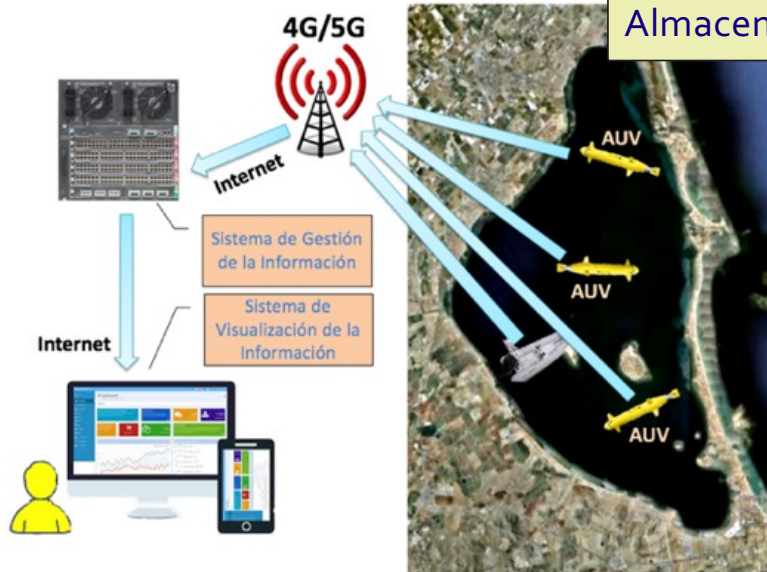 4G/5G
Almacen
AUV
Internet
Sistema de Gestión
de la Información
AUV
Sistema de
Visualización de la
Información
Internet
AUV